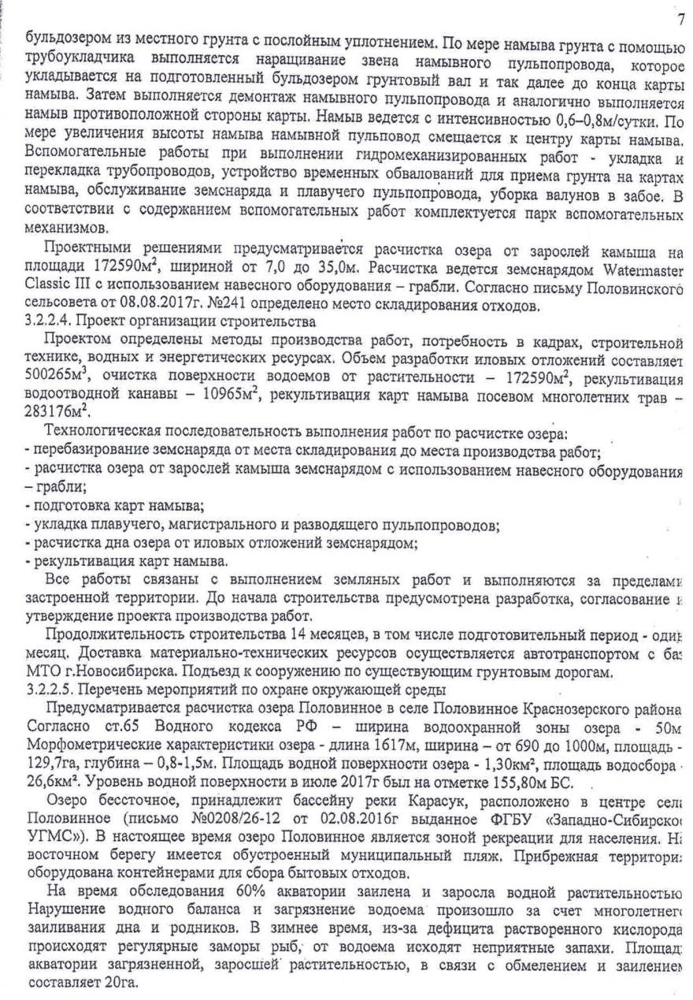 7
бульдозером из местного грунта с послойным уплотнением. По мере намыва грунта с помощью
трубоукладчика выполняется наращивание звена намывного пульпопровода, которое
укладывается на подготовленный бульдозером грунтовый вал и так далее до конца карты
намыва. Затем выполняется демонтаж намывного пульпопровода и аналогично выполняется
намыв противоположной стороны карты. Намыв ведется с интенсивностью 0,6–0,8м/сутки. По
мере увеличения высоты намыва намывной пульповод смещается к центру карты намыва.
Вспомогательные работы при выполнении гидромеханизированных работ - укладка и
перекладка трубопроводов, устройство временных обвалований для приема грунта на картах
намыва, обслуживание земснаряда и плавучего пульпопровода, уборка валунов в забое. В
соответствии с содержанием вспомогательных работ комплектуется парк вспомогательных
механизмов.
Проектными решениями предусматривается расчистка озера от зарослей камыша на
площади 172590м², шириной от 7,0 до 35,0м. Расчистка ведется земснарядом Watermaster
Classic III с использованием навесного оборудования – грабли. Согласно письму Половинского
сельсовета от 08.08.2017г. №241 определено место складирования отходов.
3.2.2.4. Проект организации строительства
Проектом определены методы производства работ, потребность в кадрах, строительной
технике, водных и энергетических ресурсах. Объем разработки иловых отложений составляет
500265м³, очистка поверхности водоемов от растительности – 172590м², рекультивация
водоотводной канавы – 10965м², рекультивация карт намыва посевом многолетних трав –
283176м².
Технологическая последовательность выполнения работ по расчистке озера:
- перебазирование земснаряда от места складирования до места производства работ;
- расчистка озера от зарослей камыша земснарядом с использованием навесного оборудования
– грабли;
- подготовка карт намыва;
- укладка плавучего, магистрального и разводящего пульпопроводов;
- расчистка дна озера от иловых отложений земснарядом;
- рекультивация карт намыва.
Все работы связаны с выполнением земляных работ и выполняются за пределами
застроенной территории. До начала строительства предусмотрена разработка, согласование и
утверждение проекта производства работ.
Продолжительность строительства 14 месяцев, в том числе подготовительный период - один
месяц. Доставка материально-технических ресурсов осуществляется автотранспортом с баз
МТО г.Новосибирска. Подъезд к сооружению по существующим грунтовым дорогам.
3.2.2.5. Перечень мероприятий по охране окружающей среды
Предусматривается расчистка озера Половинное в селе Половинное Краснозерского района
Согласно ст.65 Водного кодекса РФ – ширина водоохранной зоны озера - 50м
Морфометрические характеристики озера - длина 1617м, ширина – от 690 до 1000м, площадь -
129,7га, глубина – 0,8-1,5м. Площадь водной поверхности озера - 1,30км², площадь водосбора -
26,6км². Уровень водной поверхности в июле 2017г был на отметке 155,80м БС.
Озеро бессточное, принадлежит бассейну реки Карасук, расположено в центре села
Половинное (письмо №0208/26-12 от 02.08.2016г выданное ФГБУ «Западно-Сибирско
УГМС»). В настоящее время озеро Половинное является зоной рекреации для населения. На
восточном берегу имеется обустроенный муниципальный пляж. Прибрежная территория
оборудована контейнерами для сбора бытовых отходов.
На время обследования 60% акватории заилена и заросла водной растительностью
Нарушение водного баланса и загрязнение водоема произошло за счет многолетнег
заиливания дна и родников. В зимнее время, из-за дефицита растворенного кислорода
происходят регулярные заморы рыб, от водоема исходят неприятные запахи. Площад
акватории загрязненной, заросшей растительностью, в связи с обмелением и заилением
составляет 20га.